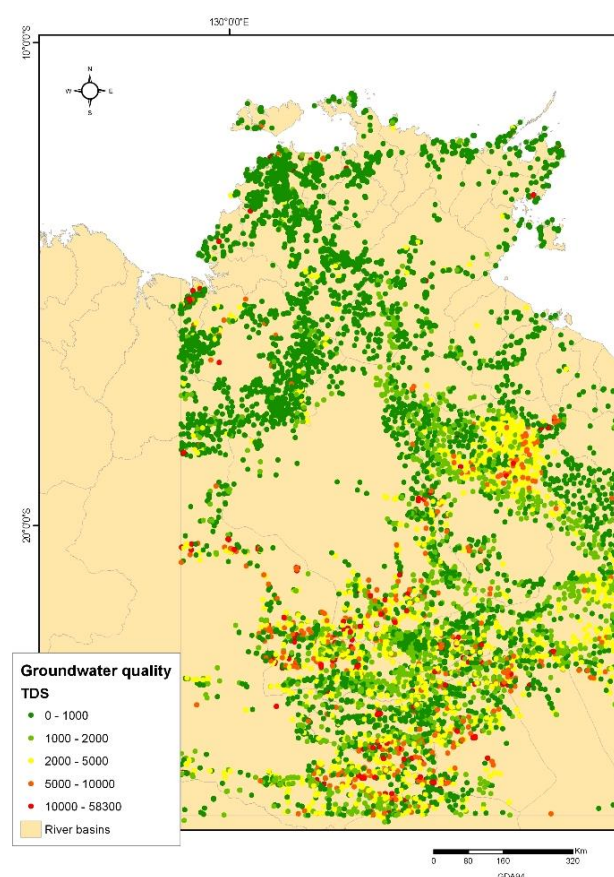 130°0'0"E
10°0'0"S
N
W E
S
20°0'0"S
Groundwater quality
TDS
0 - 1000
1000 - 2000
2000 - 5000
5000 - 10000
10000 - 58300
River basins
Km
0 80 160 320
GDA94